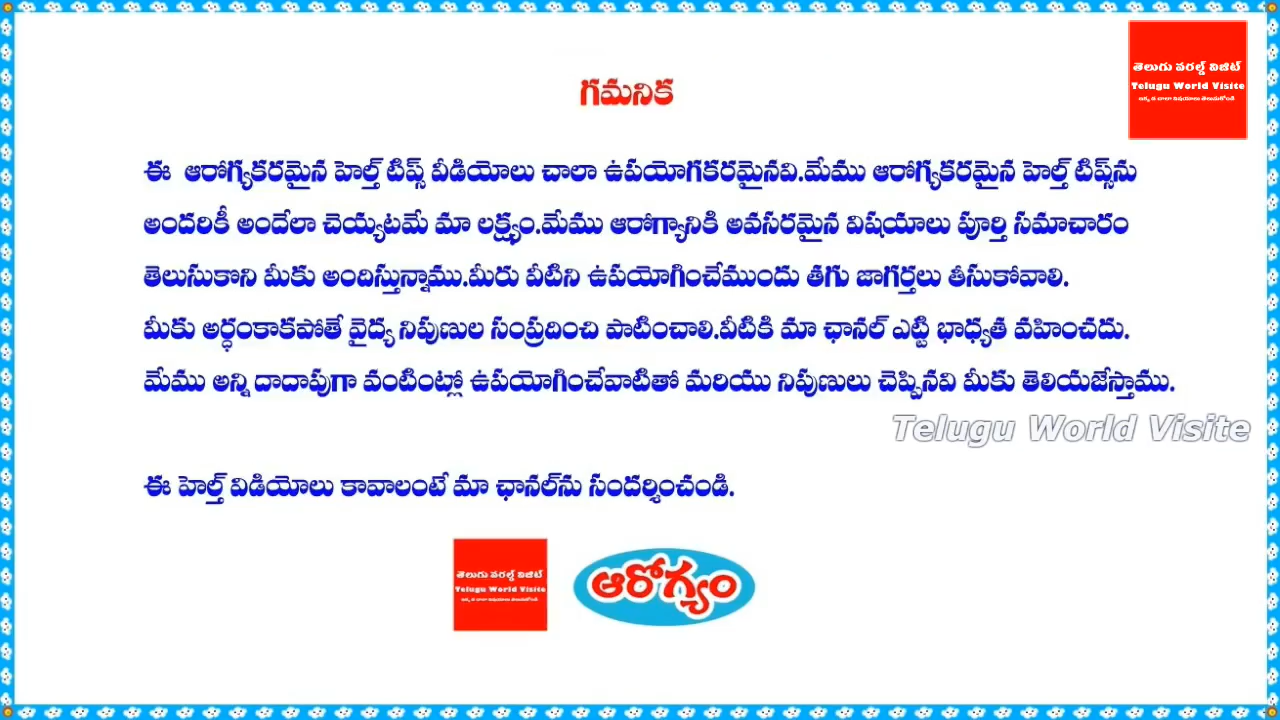 తెలుగు వరల్డ్ విజిట్
Telugu World Visite
గమనిక
ఈ ఆరోగ్యకరమైన హెల్త్ టిప్స్ వీడియోలు చాలా ఉపయోగకరమైనవి.మేము ఆరోగ్యకరమైన హెల్త్ టిప్స్‌ను
అందరికీ అందేలా చెయ్యటమే మా లక్ష్యం.మేము ఆరోగ్యానికి అవసరమైన విషయాలు పూర్తి సమాచారం
తెలుసుకొని మీకు అందిస్తున్నాము.మీరు వీటిని ఉపయోగించేముందు తగు జాగర్తలు తీసుకోవాలి.
మీకు అర్ధంకాకపోతే వైద్య నిపుణుల సంప్రదించి పాటించాలి.వీటికి మా ఛానల్ ఎట్టి భాధ్యత వహించదు.
మేము అన్ని దాదాపుగా వంటింట్లో ఉపయోగించేవాటితో మరియు నిపుణులు చెప్పినవి మీకు తెలియజేస్తాము.
Telugu World Visite
ఈ హెల్త్ విడియోలు కావాలంటే మా ఛానల్‌ను సందర్శించండి.
తెలుగు వరల్డ్ విజిట్
Telugu World Visite
ఆరోగ్యం